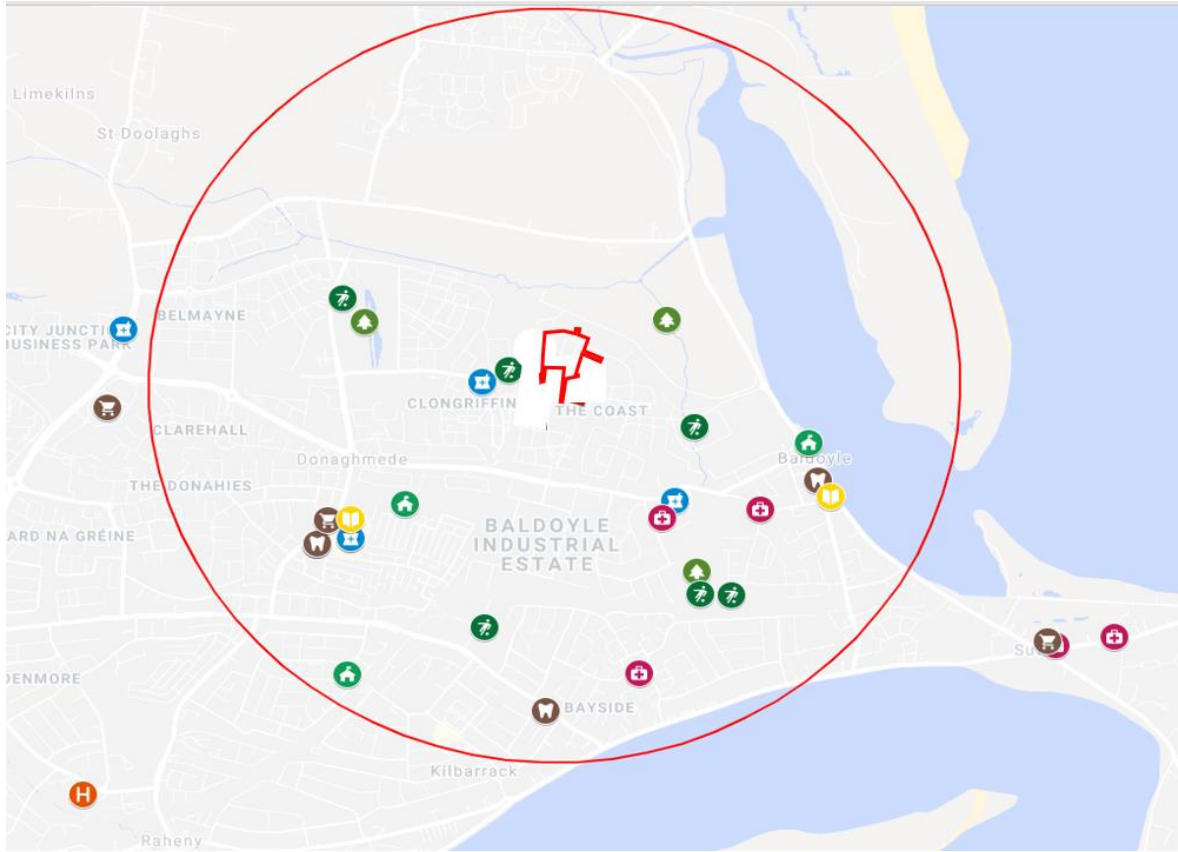 Limekilns
St Doolaghs
BELMAYNE
CITY JUNCTION
BUSINESS PARK
CLONGRIFFIN
THE COAST
CLAREHALL
Donaghmede
Baldoyle
THE DONAHIES
BALDOYLE
INDUSTRIAL
ESTATE
ARD NA GRÉINE
DENMORE
BAYSIDE
Kilbarrack
H
Raheny